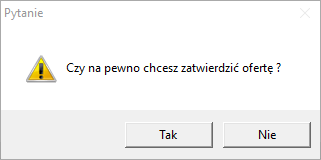 Pytanie
Czy na pewno chcesz zatwierdzić ofertę ?
Tak
Nie